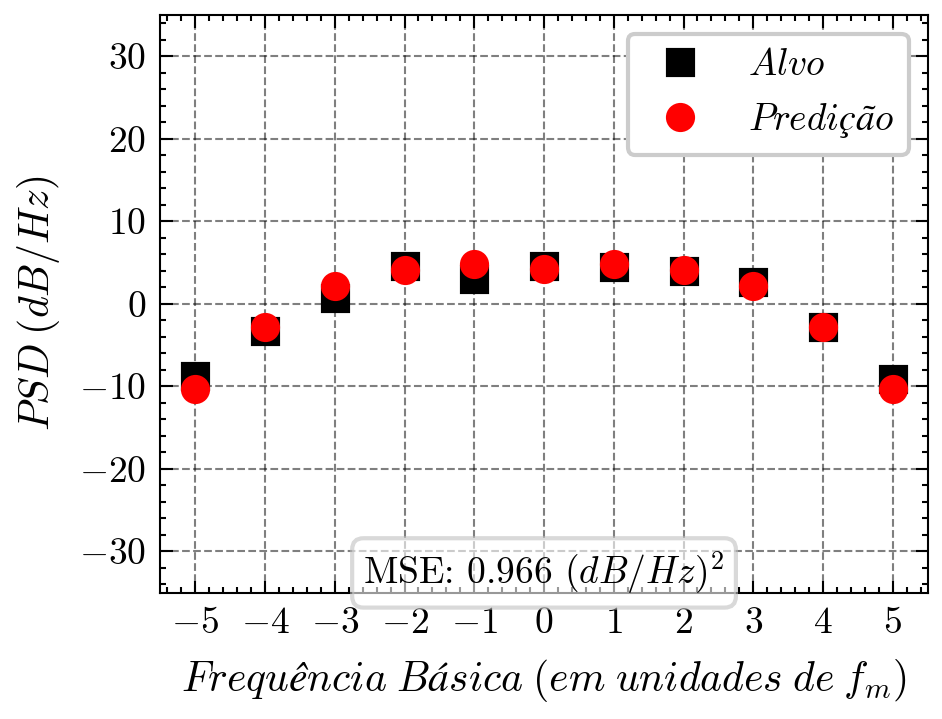 30
20
10
0
−10
−20
−30
PSD (dB/Hz)
Alvo
Predição
MSE: 0.966 (dB/Hz)²
−5 −4 −3 −2 −1 0 1 2 3 4 5
Frequência Básica (em unidades de fₘ)